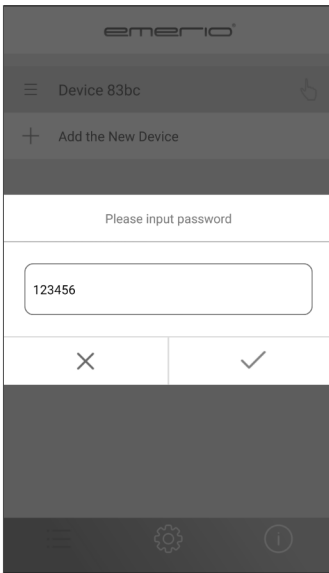 emerio
Device 83bc
Add the New Device
Please input password
123456